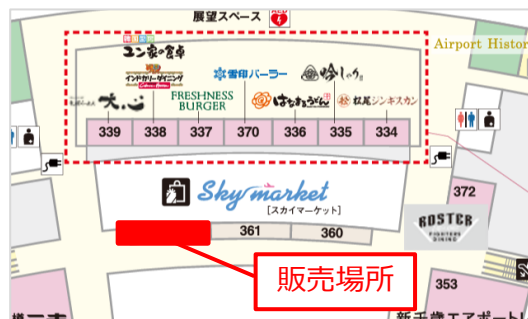 展望スペース
AED
Airport Histor
ユン家の食卓
インドカリーダイニング
雪印パーラー
吟しゃり
大心
FRESHNESS
BURGER
はなまるうどん
松尾ジンギスカン
339
338
337
370
336
335
334
Sky market
[スカイマーケット]
372
ROSTER
FIGHTERS
DINING
361
360
販売場所
353
新千歳エアポート